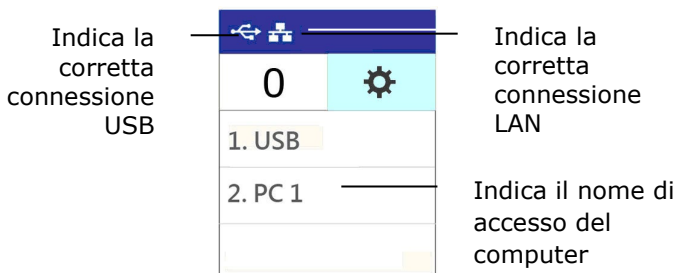 Indica la
corretta
connessione
USB
Indica la
corretta
connessione
LAN
0
1. USB
2. PC 1
Indica il nome di
accesso del
computer